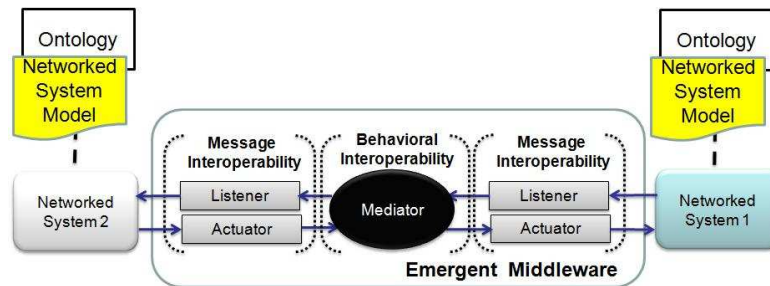 Ontology
Networked
System
Model
Ontology
Networked
System
Model
Message
Interoperability
Behavioral
Interoperability
Message
Interoperability
Networked
System 2
Listener
Actuator
Mediator
Listener
Actuator
Networked
System 1
Emergent Middleware